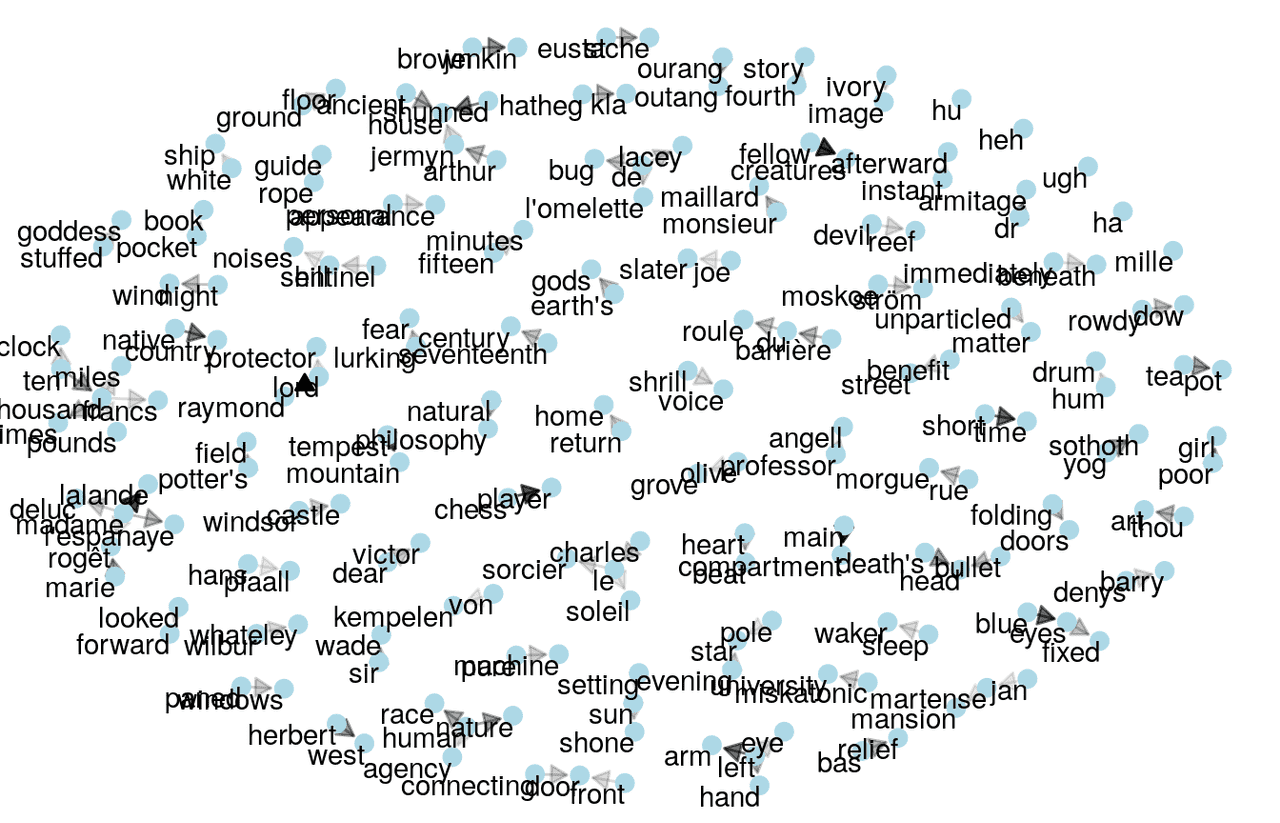 brown jenkin
eustache
ourang
outang
story
fourth
ivory
image
hu
heh
ugh
ha
mille
floor
ground
ancient
shunned
house
hatheg kla
ship
white
guide
rope
jermyn
arthur
bug
de
lacey
l'omelette
maillard
monsieur
fellow
creatures
afterward
instant
armitage
dr
personal
appearance
goddess
stuffed
book
pocket
noises
shrill
sentinel
minutes
fifteen
gods
earth's
slater
joe
devil
reef
immediately
beneath
moskoe
ström
unparticled
matter
rowdy
dow
wind
night
native
country
protector
lord
raymond
fear
lurking
century
seventeenth
roule
du
barrière
shrill
voice
benefit
street
drum
hum
tea
pot
clock
ten
miles
thousand
francs
times
pounds
natural
philosophy
home
return
short
time
field
potter's
tempest
mountain
grove
olive
angell
professor
morgue
rue
sothoth
yog
girl
poor
lalande
deluc
madame
l'espanaye
rogêt
marie
windsor
castle
chess
player
folding
doors
art
thou
hans
pfaall
victor
dear
charles
sorcier
le
soleil
heart
beat
main
compartment
death's
head
bullet
denys
barry
looked
forward
wilbur
whateley
kempelen
von
wade
sir
pole
star
waker
sleep
blue
eyes
fixed
paned
windows
machine
setting
evening
sun
shone
university
miskatonic
martense
jan
mansion
herbert
west
race
human
nature
agency
connecting
door
front
arm
left
eye
hand
bas
relief